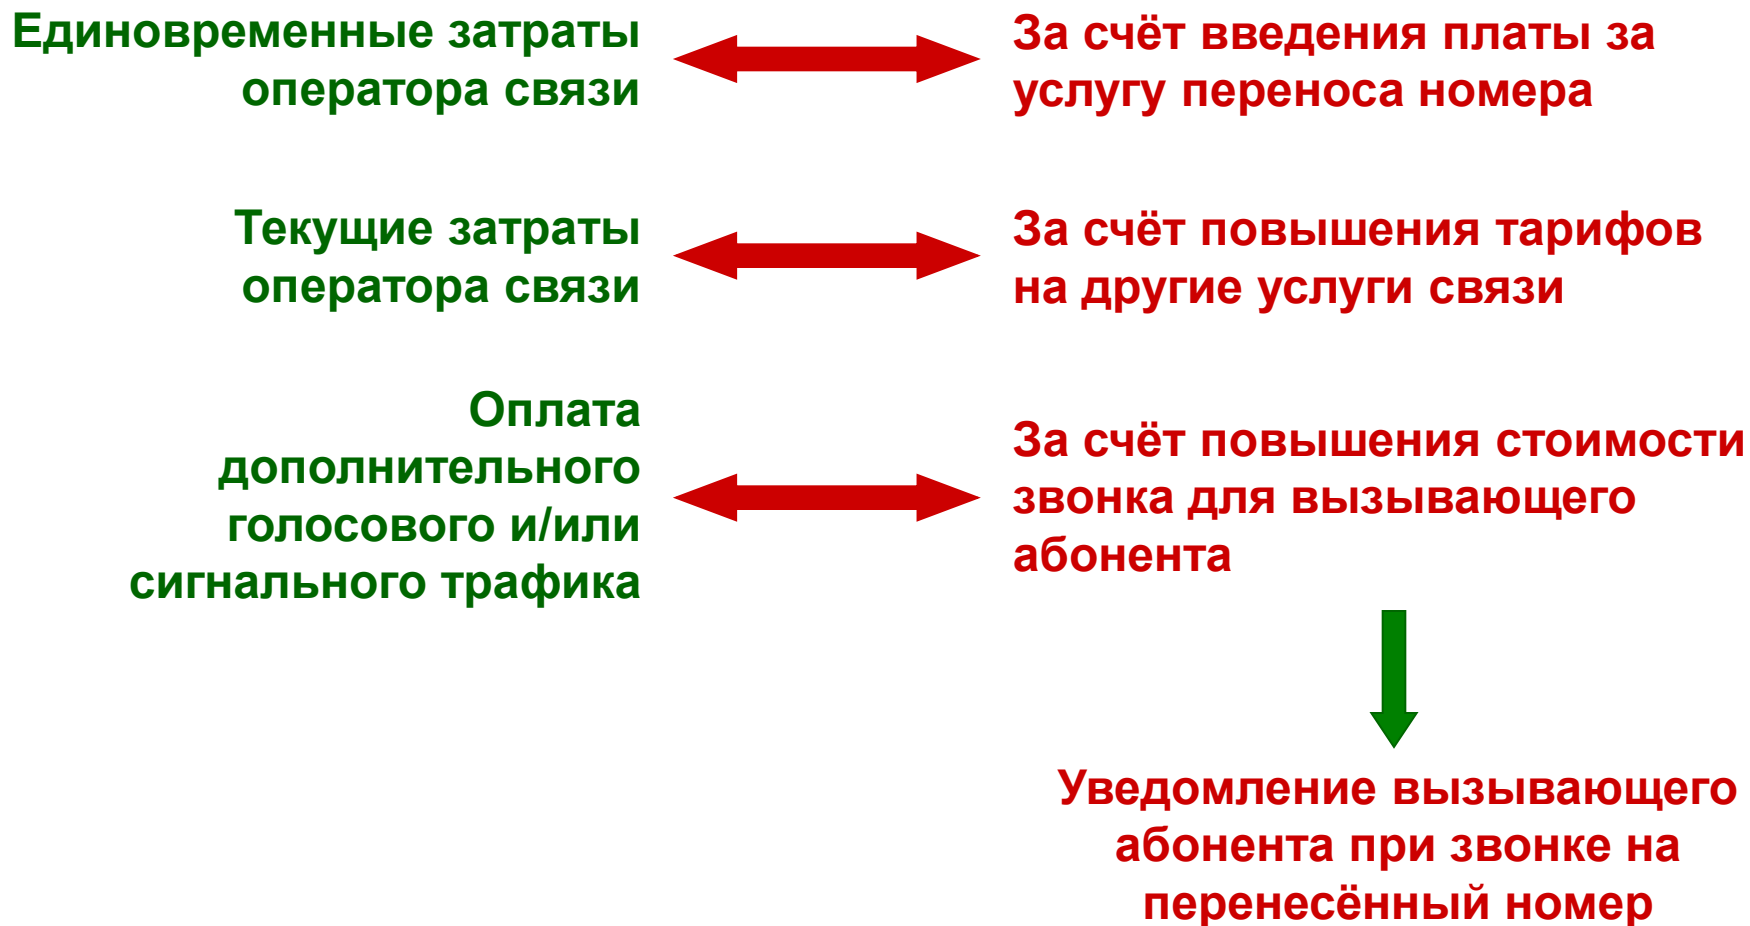 Единовременные затраты
оператора связи
За счёт введения платы за
услугу переноса номера
Текущие затраты
оператора связи
За счёт повышения тарифов
на другие услуги связи
Оплата
дополнительного
голосового и/или
сигнального трафика
За счёт повышения стоимости
звонка для вызывающего
абонента
Уведомление вызывающего
абонента при звонке на
перенесённый номер